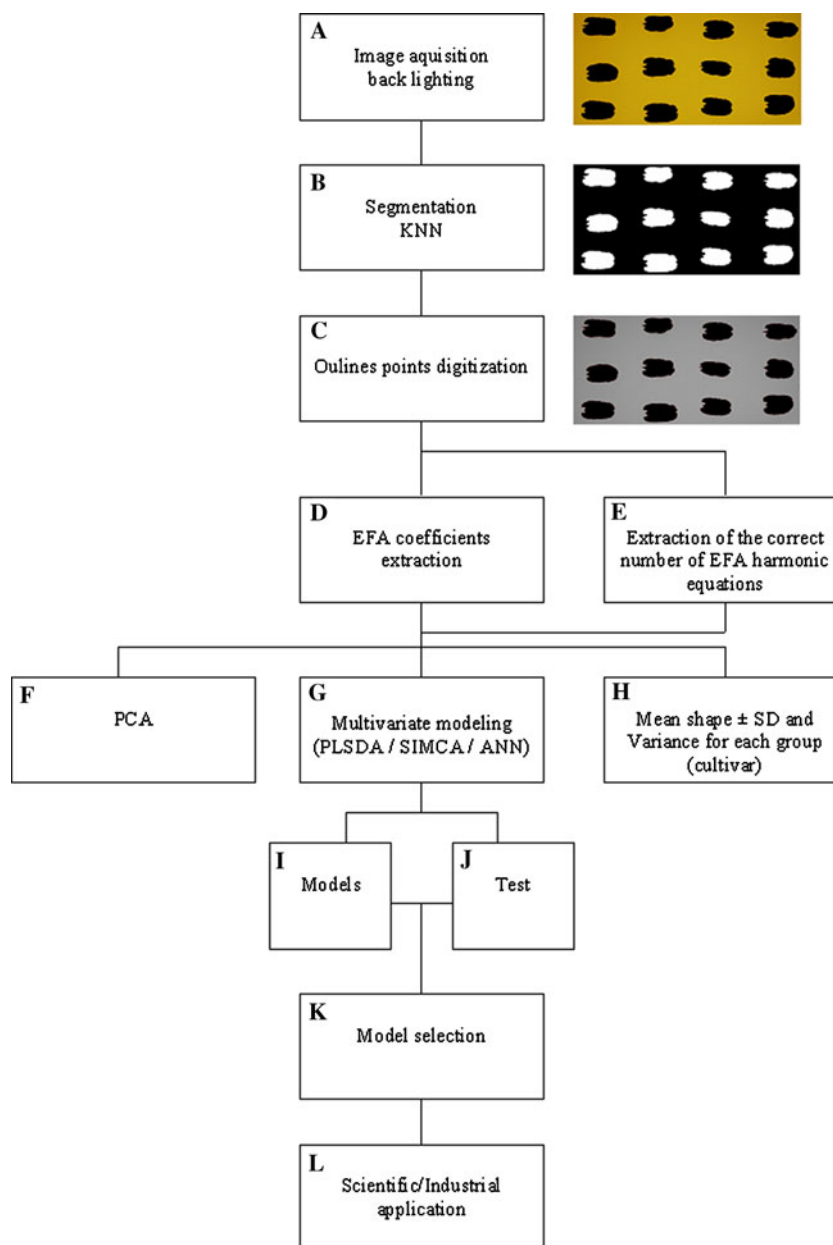 A
Image aquisition
back lighting
B
Segmentation
KNN
C
Oulines points digitization
D
EFA coefficients
extraction
E
Extraction of the correct
number of EFA harmonic
equations
F
PCA
G
Multivariate modeling
(PLSDA / SIMCA / ANN)
H
Mean shape ± SD and
Variance for each group
(cultivar)
I
Models
J
Test
K
Model selection
L
Scientific/Industrial
application